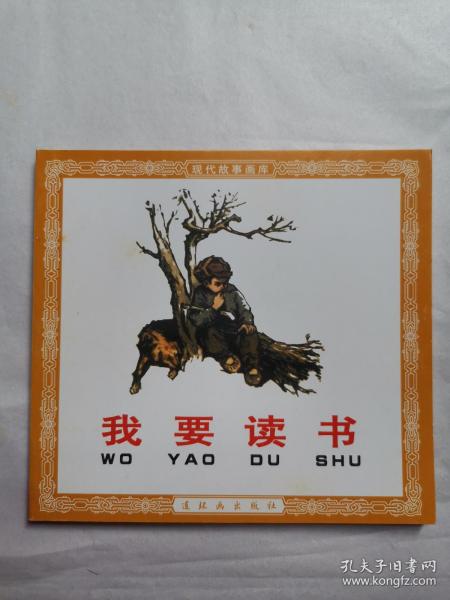 现代故事画库
我要读书
WO YAO DU SHU
连环画出版社
孔夫子旧书网
www.kongfz.com